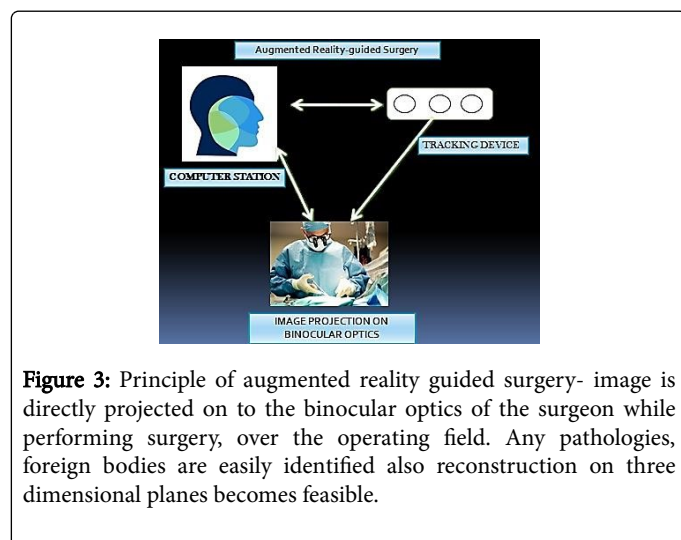 Augmented Reality-guided Surgery
TRACKING DEVICE
COMPUTER STATION
IMAGE PROJECTION ON
BINOCULAR OPTICS
Figure 3: Principle of augmented reality guided surgery- image is
directly projected on to the binocular optics of the surgeon while
performing surgery, over the operating field. Any pathologies,
foreign bodies are easily identified also reconstruction on three
dimensional planes becomes feasible.